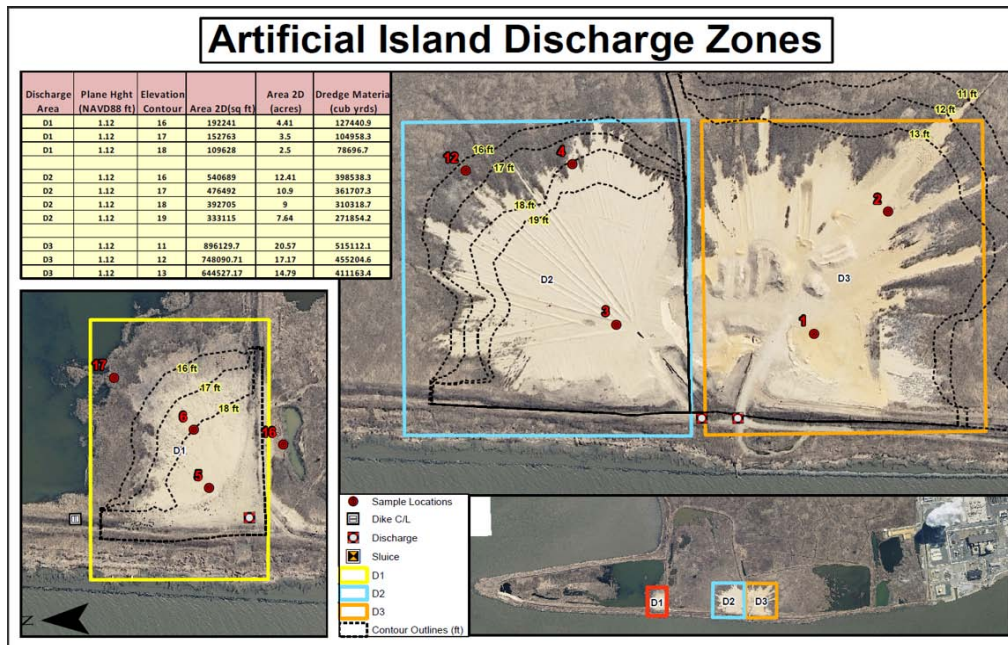 Artificial Island Discharge Zones
Discharge Area Plane Hght (NAVD88 ft) Elevation Contour Area 2D(sq ft) Area 2D (acres) Dredge Materia (cub yrds)
D1 1.12 16 192241 4.41 127440.9
D1 1.12 17 152763 3.5 104958.3
D1 1.12 18 109628 2.5 78696.7
D2 1.12 16 540689 12.41 398538.3
D2 1.12 17 476492 10.9 361707.3
D2 1.12 18 392705 9 310318.7
D2 1.12 19 333115 7.64 271854.2
D3 1.12 11 896129.7 20.57 515112.1
D3 1.12 12 748090.71 17.17 455204.6
D3 1.12 13 644527.17 14.79 411163.4
11 ft
12 ft
13 ft
16 ft
17 ft
18 ft
19 ft
12
4
2
D2
D3
3
1
17
16 ft
17 ft
18 ft
6
16
D1
5
Z
Sample Locations
Dike C/L
Discharge
Sluice
D1
D2
D3
Contour Outlines (ft)
D1
D2
D3